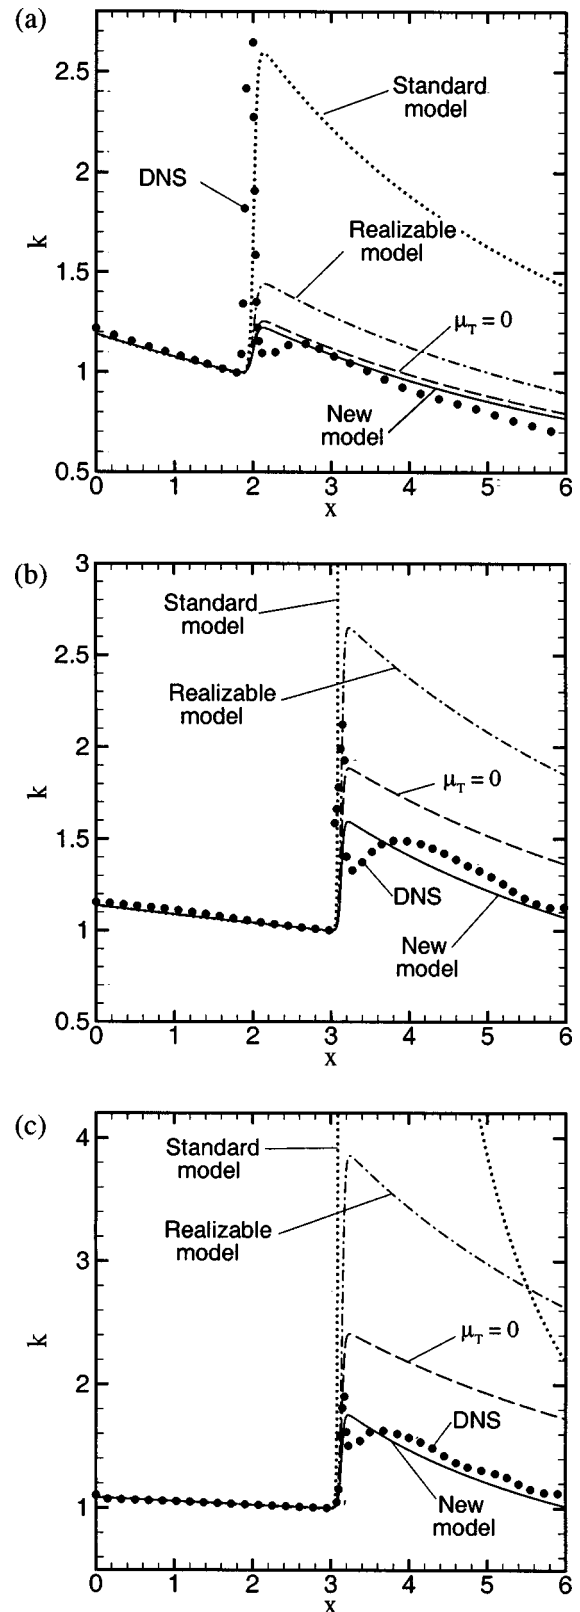 (a)
2.5
2
1.5
1
0.5
k
Standard
model
DNS
Realizable
model
μT = 0
New
model
0 1 2 3 4 5 6
x
(b)
3
2.5
2
1.5
1
0.5
k
Standard
model
Realizable
model
μT = 0
DNS
New
model
0 1 2 3 4 5 6
x
(c)
4
3
2
1
k
Standard
model
Realizable
model
μT = 0
DNS
New
model
0 1 2 3 4 5 6
x